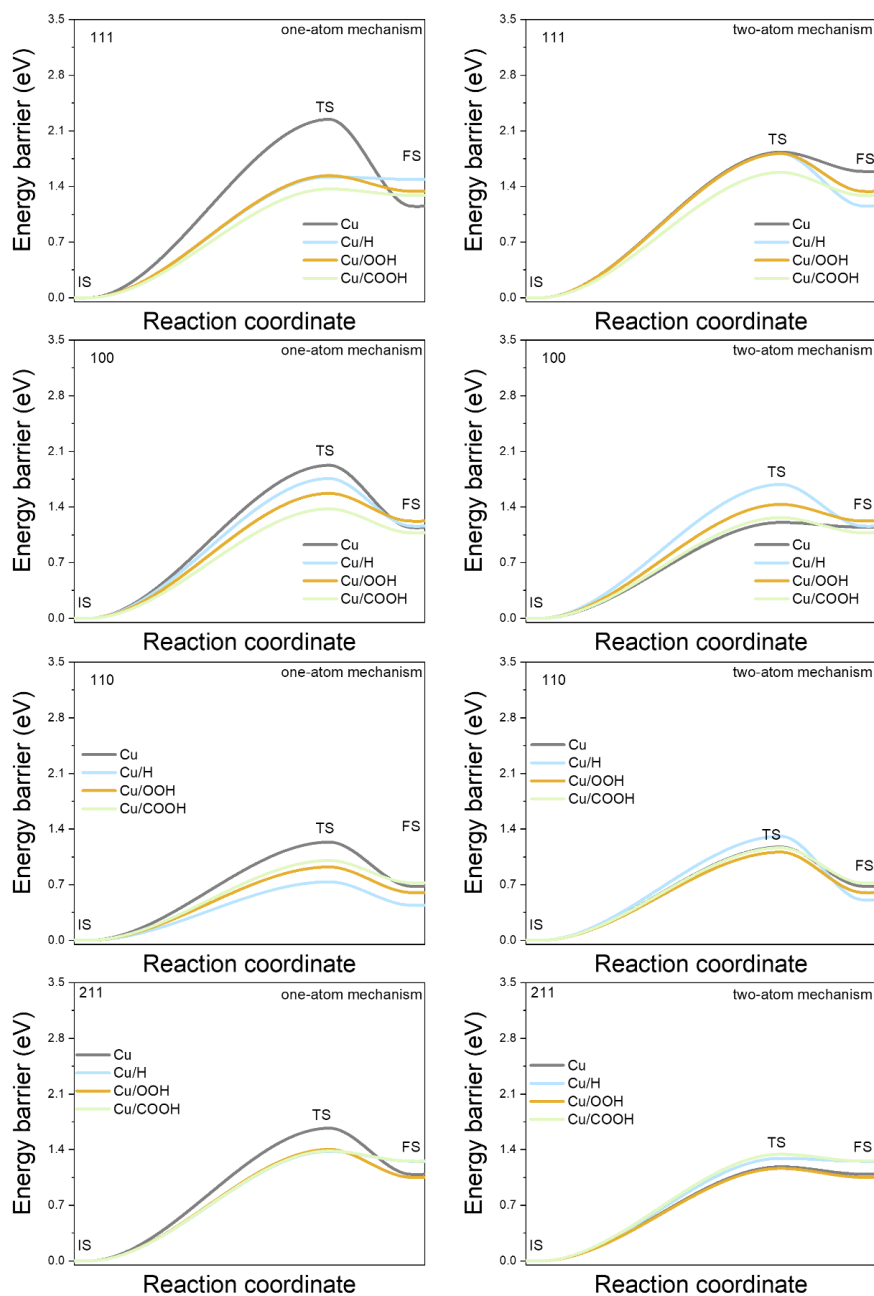 3.5
111
one-atom mechanism
2.8
TS
2.1
FS
1.4
Cu
Cu/H
0.7
Cu/OOH
IS
Cu/COOH
0.0
Energy barrier (eV)
Reaction coordinate
3.5
111
two-atom mechanism
2.8
2.1
TS
FS
1.4
Cu
Cu/H
0.7
Cu/OOH
IS
Cu/COOH
0.0
Energy barrier (eV)
Reaction coordinate
3.5
100
one-atom mechanism
2.8
2.1
TS
FS
1.4
Cu
0.7
Cu/H
Cu/OOH
IS
Cu/COOH
0.0
Energy barrier (eV)
Reaction coordinate
3.5
100
two-atom mechanism
2.8
2.1
TS
FS
1.4
Cu
0.7
Cu/H
Cu/OOH
IS
Cu/COOH
0.0
Energy barrier (eV)
Reaction coordinate
3.5
110
one-atom mechanism
2.8
Cu
Cu/H
2.1
Cu/OOH
Cu/COOH
1.4
TS
FS
0.7
IS
0.0
Energy barrier (eV)
Reaction coordinate
3.5
110
two-atom mechanism
2.8
Cu
Cu/H
2.1
Cu/OOH
Cu/COOH
1.4
TS
FS
0.7
IS
0.0
Energy barrier (eV)
Reaction coordinate
3.5
211
one-atom mechanism
2.8
Cu
Cu/H
2.1
Cu/OOH
Cu/COOH
TS
1.4
FS
0.7
IS
0.0
Energy barrier (eV)
Reaction coordinate
3.5
211
two-atom mechanism
2.8
Cu
Cu/H
2.1
Cu/OOH
Cu/COOH
TS
FS
1.4
0.7
IS
0.0
Energy barrier (eV)
Reaction coordinate